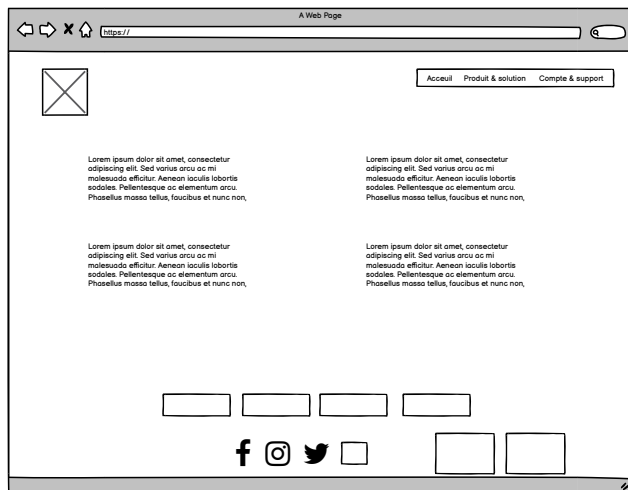 A Web Page
https://
Acceuil Produit & solution Compte & support
Lorem ipsum dolor sit amet, consectetur
adipiscing elit. Sed varius arcu ac mi
malesuada efficitur. Aenean iaculis lobortis
sodales. Pellentesque ac elementum arcu.
Phasellus massa tellus, faucibus et nunc non,
Lorem ipsum dolor sit amet, consectetur
adipiscing elit. Sed varius arcu ac mi
malesuada efficitur. Aenean iaculis lobortis
sodales. Pellentesque ac elementum arcu.
Phasellus massa tellus, faucibus et nunc non,
Lorem ipsum dolor sit amet, consectetur
adipiscing elit. Sed varius arcu ac mi
malesuada efficitur. Aenean iaculis lobortis
sodales. Pellentesque ac elementum arcu.
Phasellus massa tellus, faucibus et nunc non,
Lorem ipsum dolor sit amet, consectetur
adipiscing elit. Sed varius arcu ac mi
malesuada efficitur. Aenean iaculis lobortis
sodales. Pellentesque ac elementum arcu.
Phasellus massa tellus, faucibus et nunc non,